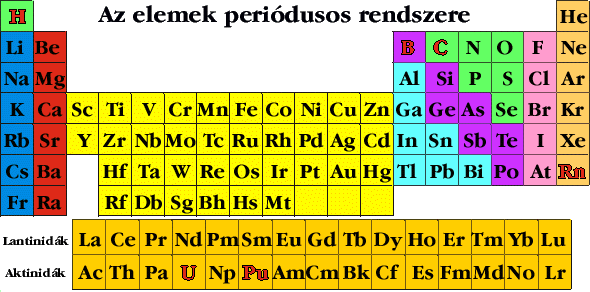 Az elemek periódusos rendszere
H He
Li Be B C N O F Ne
Na Mg Al Si P S Cl Ar
K Ca Sc Ti V Cr Mn Fe Co Ni Cu Zn Ga Ge As Se Br Kr
Rb Sr Y Zr Nb Mo Tc Ru Rh Pd Ag Cd In Sn Sb Te I Xe
Cs Ba Hf Ta W Re Os Ir Pt Au Hg Tl Pb Bi Po At Rn
Fr Ra Rf Db Sg Bh Hs Mt
Lantinidák La Ce Pr Nd Pm Sm Eu Gd Tb Dy Ho Er Tm Yb Lu
Aktinidák Ac Th Pa U Np Pu Am Cm Bk Cf Es Fm Md No Lr